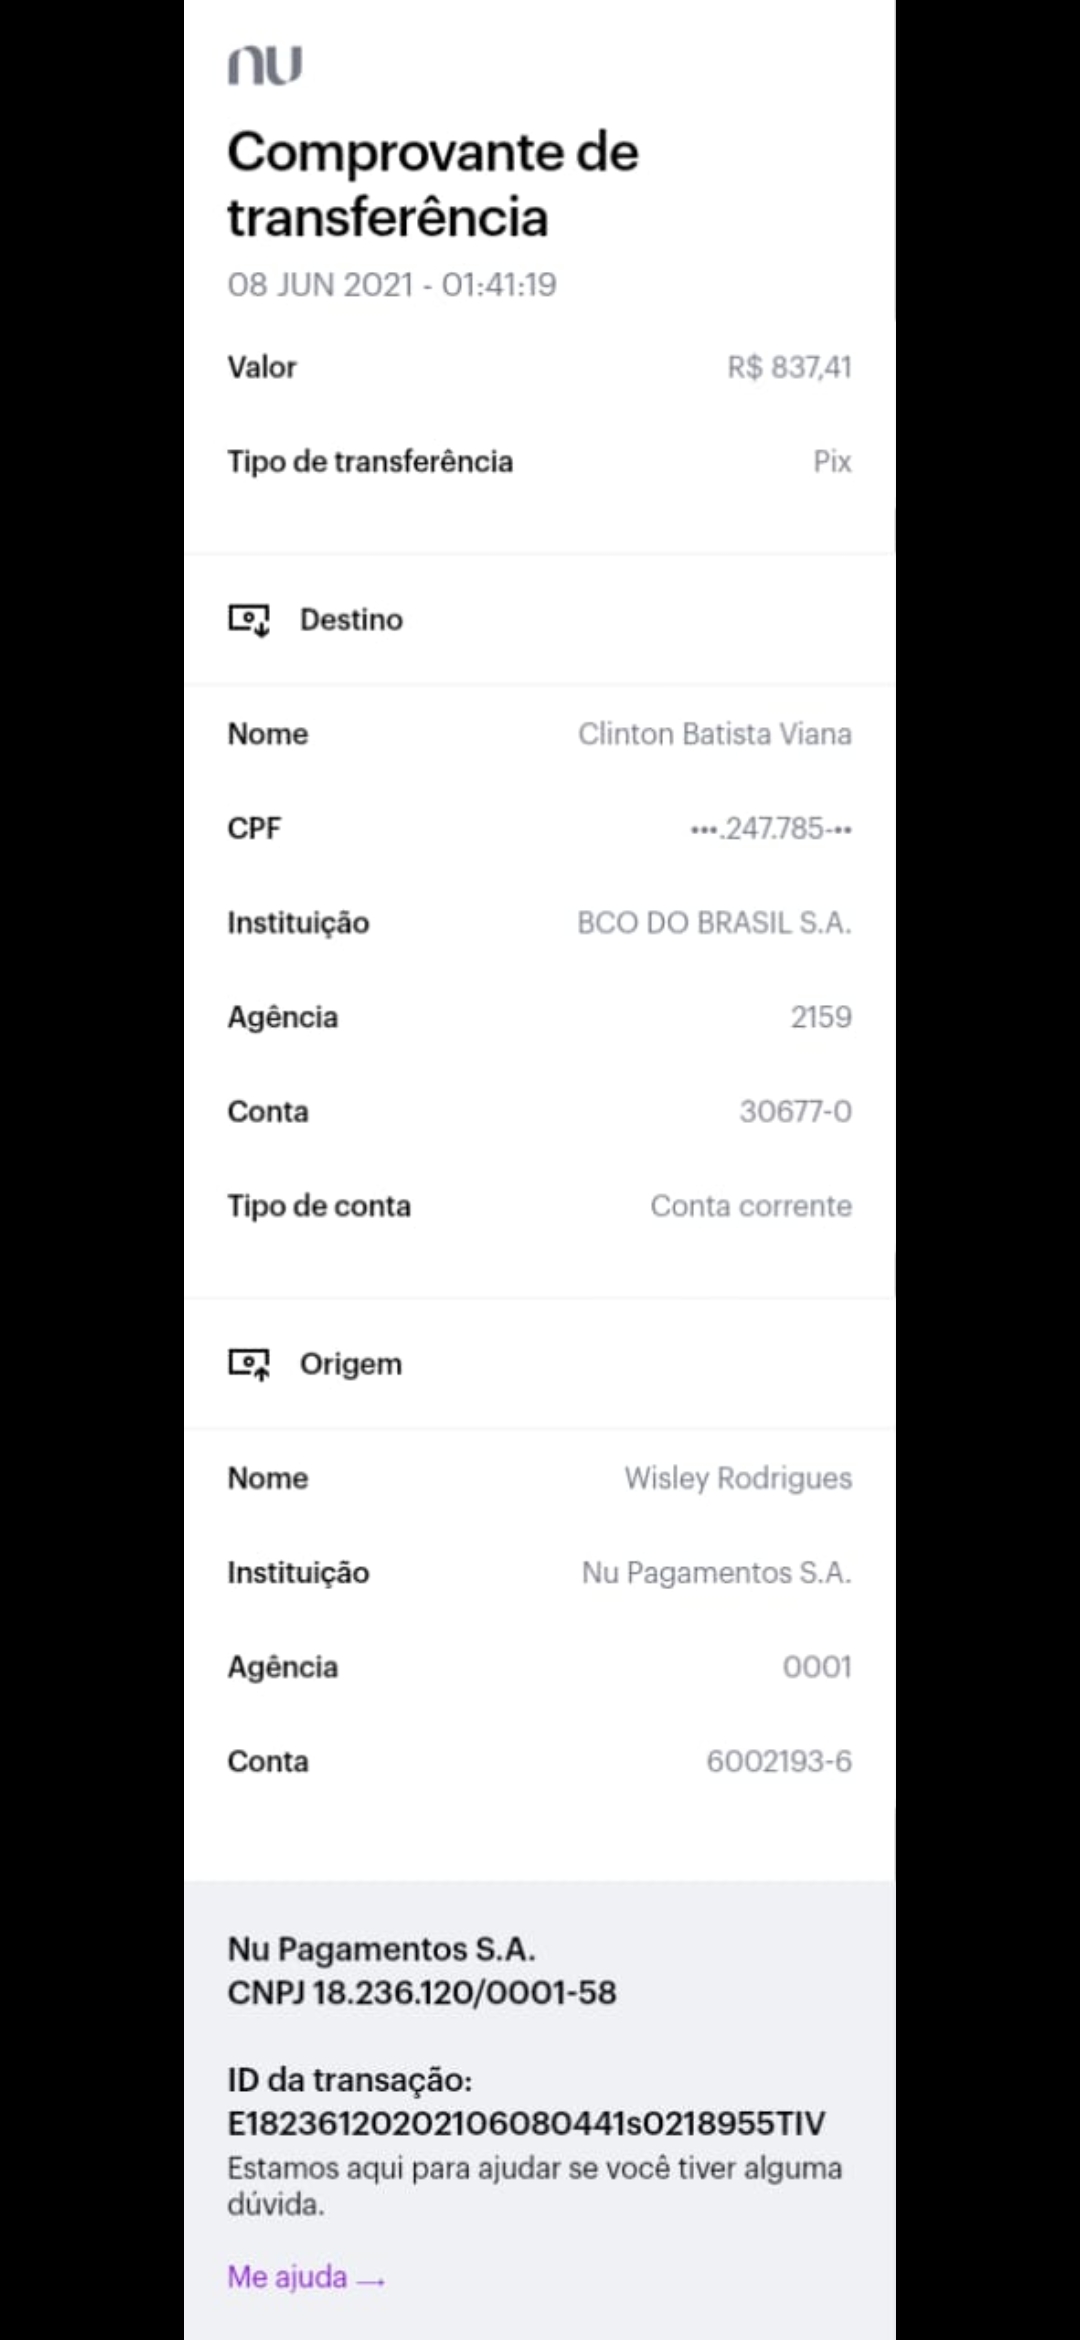 nu
Comprovante de
transferência
08 JUN 2021 - 01:41:19
Valor R$ 837,41
Tipo de transferência Pix
Destino
Nome Clinton Batista Viana
CPF •••.247.785-••
Instituição BCO DO BRASIL S.A.
Agência 2159
Conta 30677-0
Tipo de conta Conta corrente
Origem
Nome Wisley Rodrigues
Instituição Nu Pagamentos S.A.
Agência 0001
Conta 6002193-6
Nu Pagamentos S.A.
CNPJ 18.236.120/0001-58
ID da transação:
E18236120202106080441s0218955TIV
Estamos aqui para ajudar se você tiver alguma
dúvida.
Me ajuda →